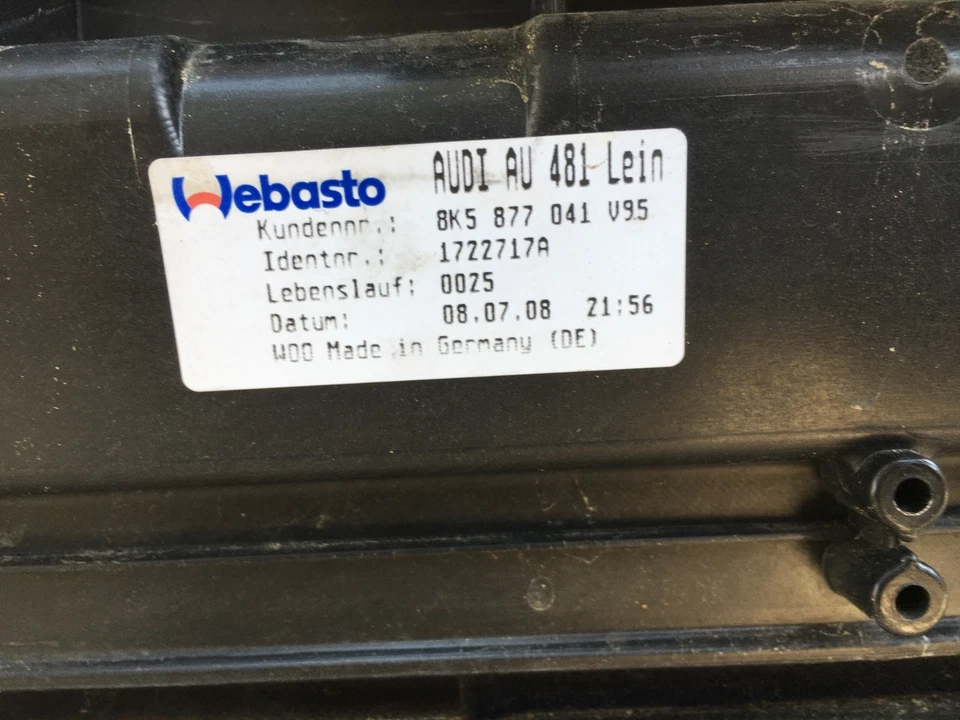 Webasto AUDI AU 481 Lein
Kundennr.: 8K5 877 041 V95
Identnr.: 1722717A
Lebenslauf: 0025
Datum: 08.07.08 21:56
W00 Made in Germany (DE)